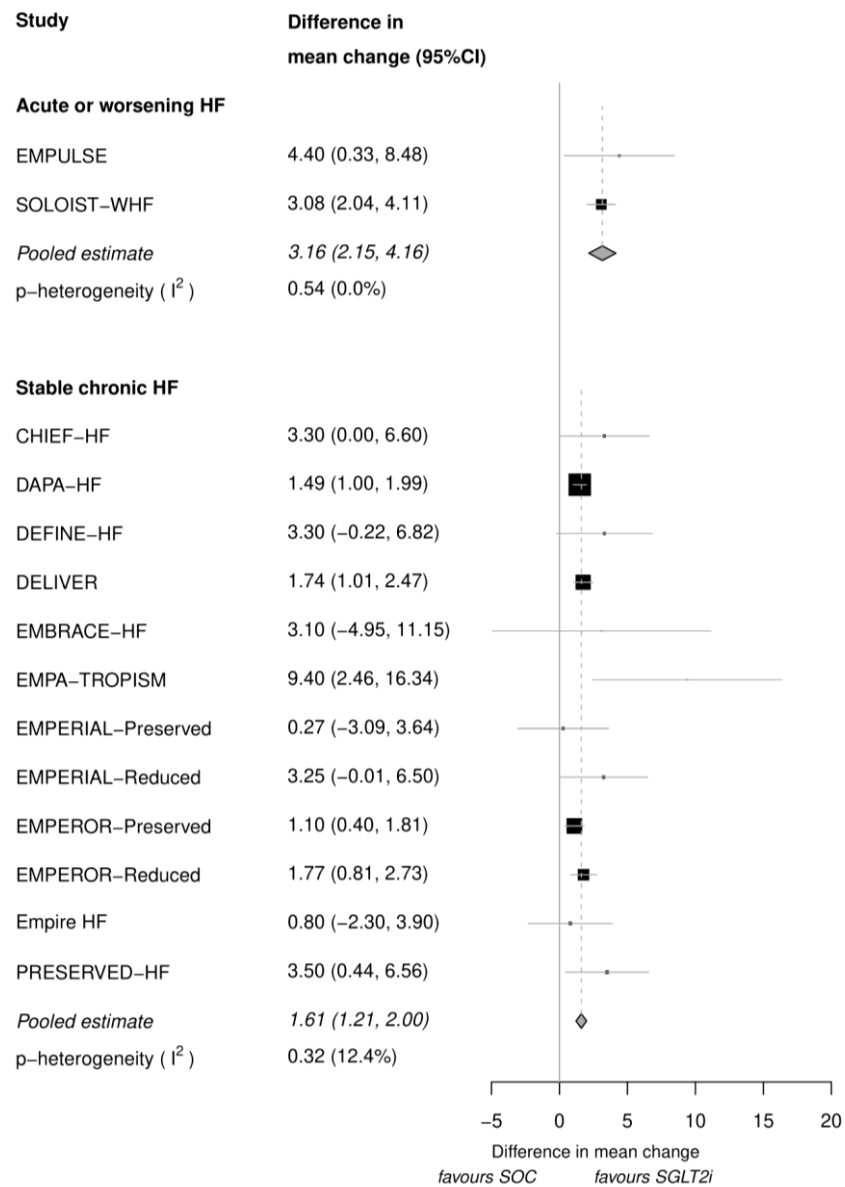 Study Difference in
mean change (95%CI)
Acute or worsening HF
EMPULSE 4.40 (0.33, 8.48)
SOLOIST−WHF 3.08 (2.04, 4.11)
Pooled estimate 3.16 (2.15, 4.16)
p−heterogeneity ( I² ) 0.54 (0.0%)
Stable chronic HF
CHIEF−HF 3.30 (0.00, 6.60)
DAPA−HF 1.49 (1.00, 1.99)
DEFINE−HF 3.30 (−0.22, 6.82)
DELIVER 1.74 (1.01, 2.47)
EMBRACE−HF 3.10 (−4.95, 11.15)
EMPA−TROPISM 9.40 (2.46, 16.34)
EMPERIAL−Preserved 0.27 (−3.09, 3.64)
EMPERIAL−Reduced 3.25 (−0.01, 6.50)
EMPEROR−Preserved 1.10 (0.40, 1.81)
EMPEROR−Reduced 1.77 (0.81, 2.73)
Empire HF 0.80 (−2.30, 3.90)
PRESERVED−HF 3.50 (0.44, 6.56)
Pooled estimate 1.61 (1.21, 2.00)
p−heterogeneity ( I² ) 0.32 (12.4%)
−5 0 5 10 15 20
Difference in mean change
favours SOC favours SGLT2i